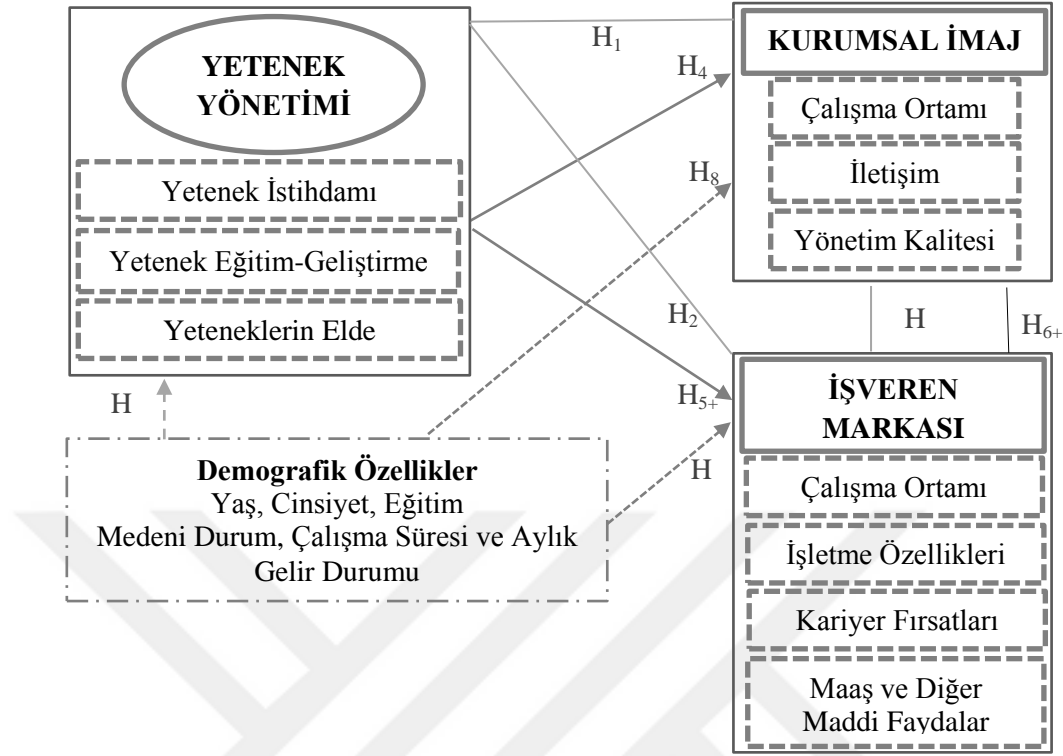 YETENEK
YÖNETİMİ
Yetenek İstihdamı
Yetenek Eğitim-Geliştirme
Yeteneklerin Elde
H₁
H₄
H₈
H₂
H₅₊
KURUMSAL İMAJ
Çalışma Ortamı
İletişim
Yönetim Kalitesi
H
H₆₊
H
H
Demografik Özellikler
Yaş, Cinsiyet, Eğitim
Medeni Durum, Çalışma Süresi ve Aylık
Gelir Durumu
İŞVEREN
MARKASI
Çalışma Ortamı
İşletme Özellikleri
Kariyer Fırsatları
Maaş ve Diğer
Maddi Faydalar